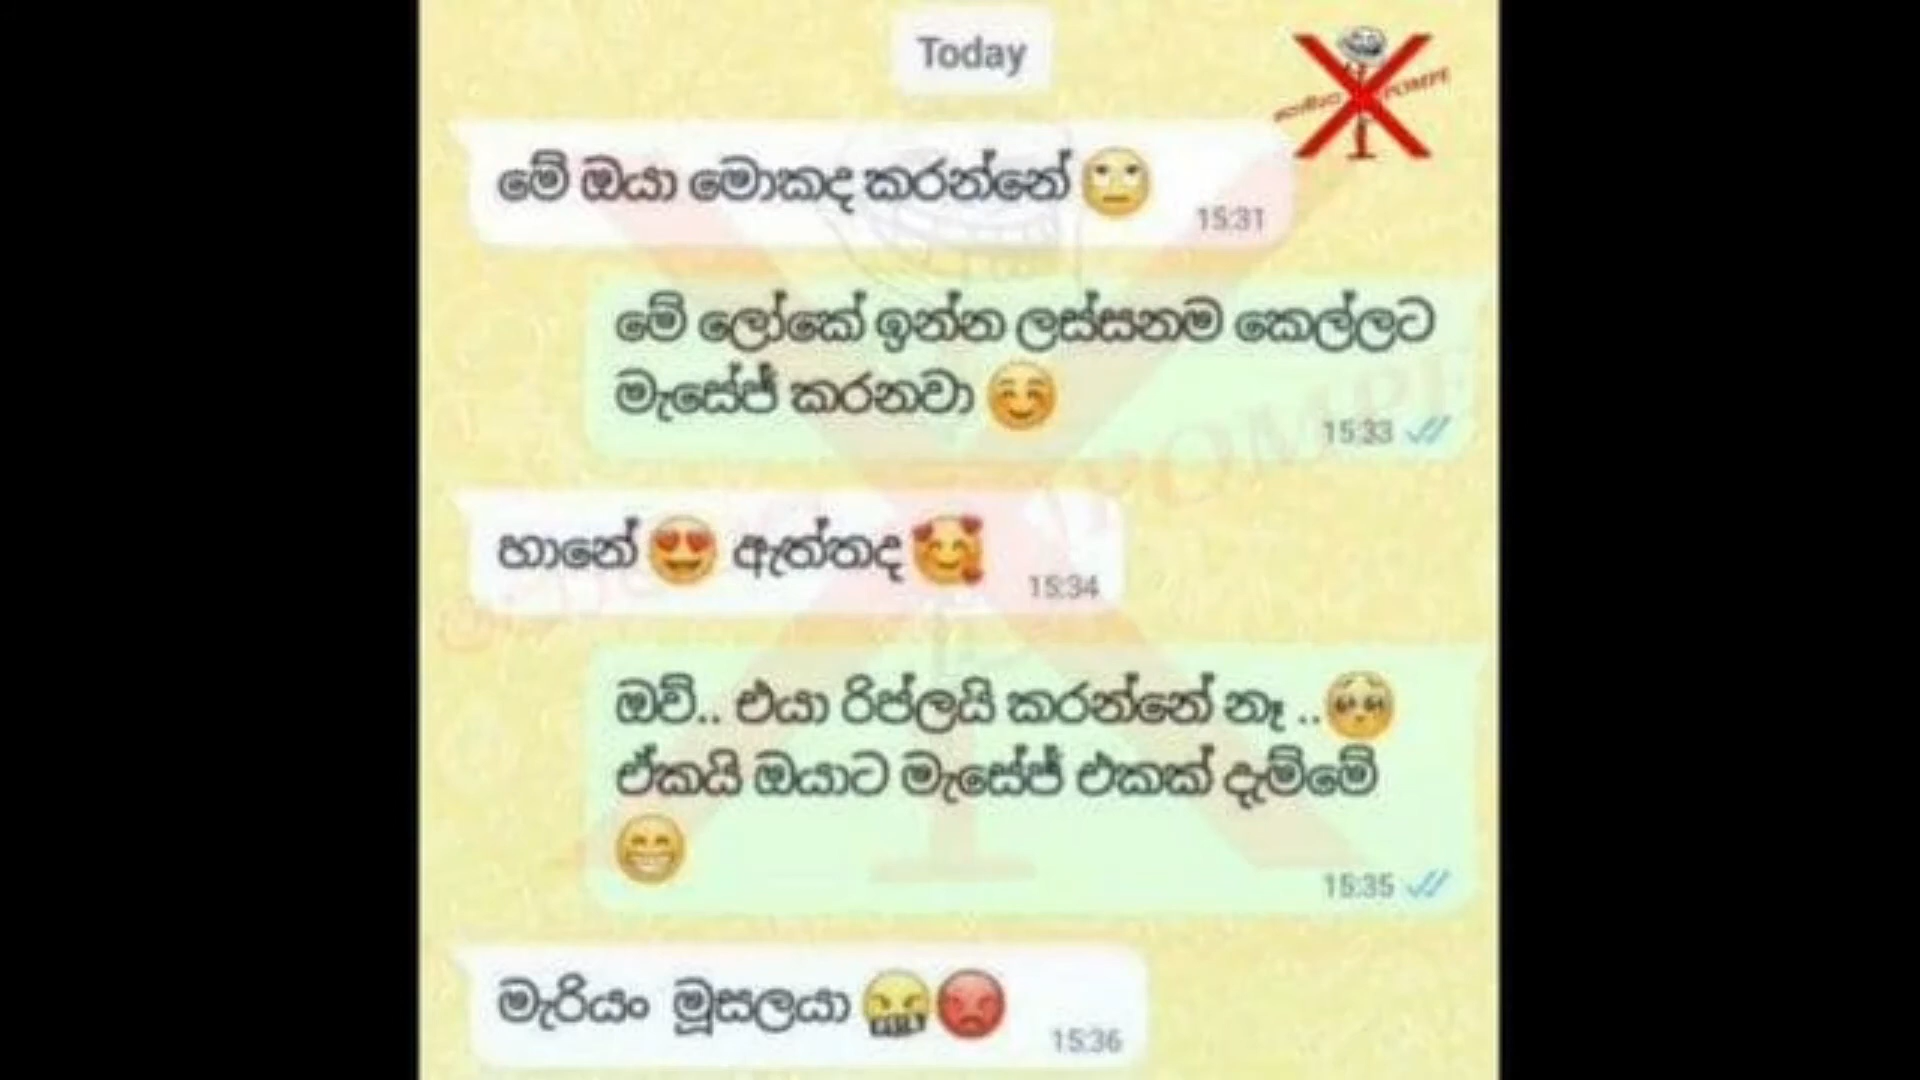 Today
POMPE
මේ ඔයා මොකද කරන්නේ🙄
15:31
මේ ලෝකේ ඉන්න ලස්සනම කෙල්ලට
මැසේජ් කරනවා ☺️
15:33
හානේ😍 ඇත්තද🥰
15:34
ඔව්.. එයා රිප්ලයි කරන්නේ නෑ ..🥺
ඒකයි ඔයාට මැසේජ් එකක් දැම්මේ
😁
15:35
මැරියං මූසලයා 🤬😡
15:36